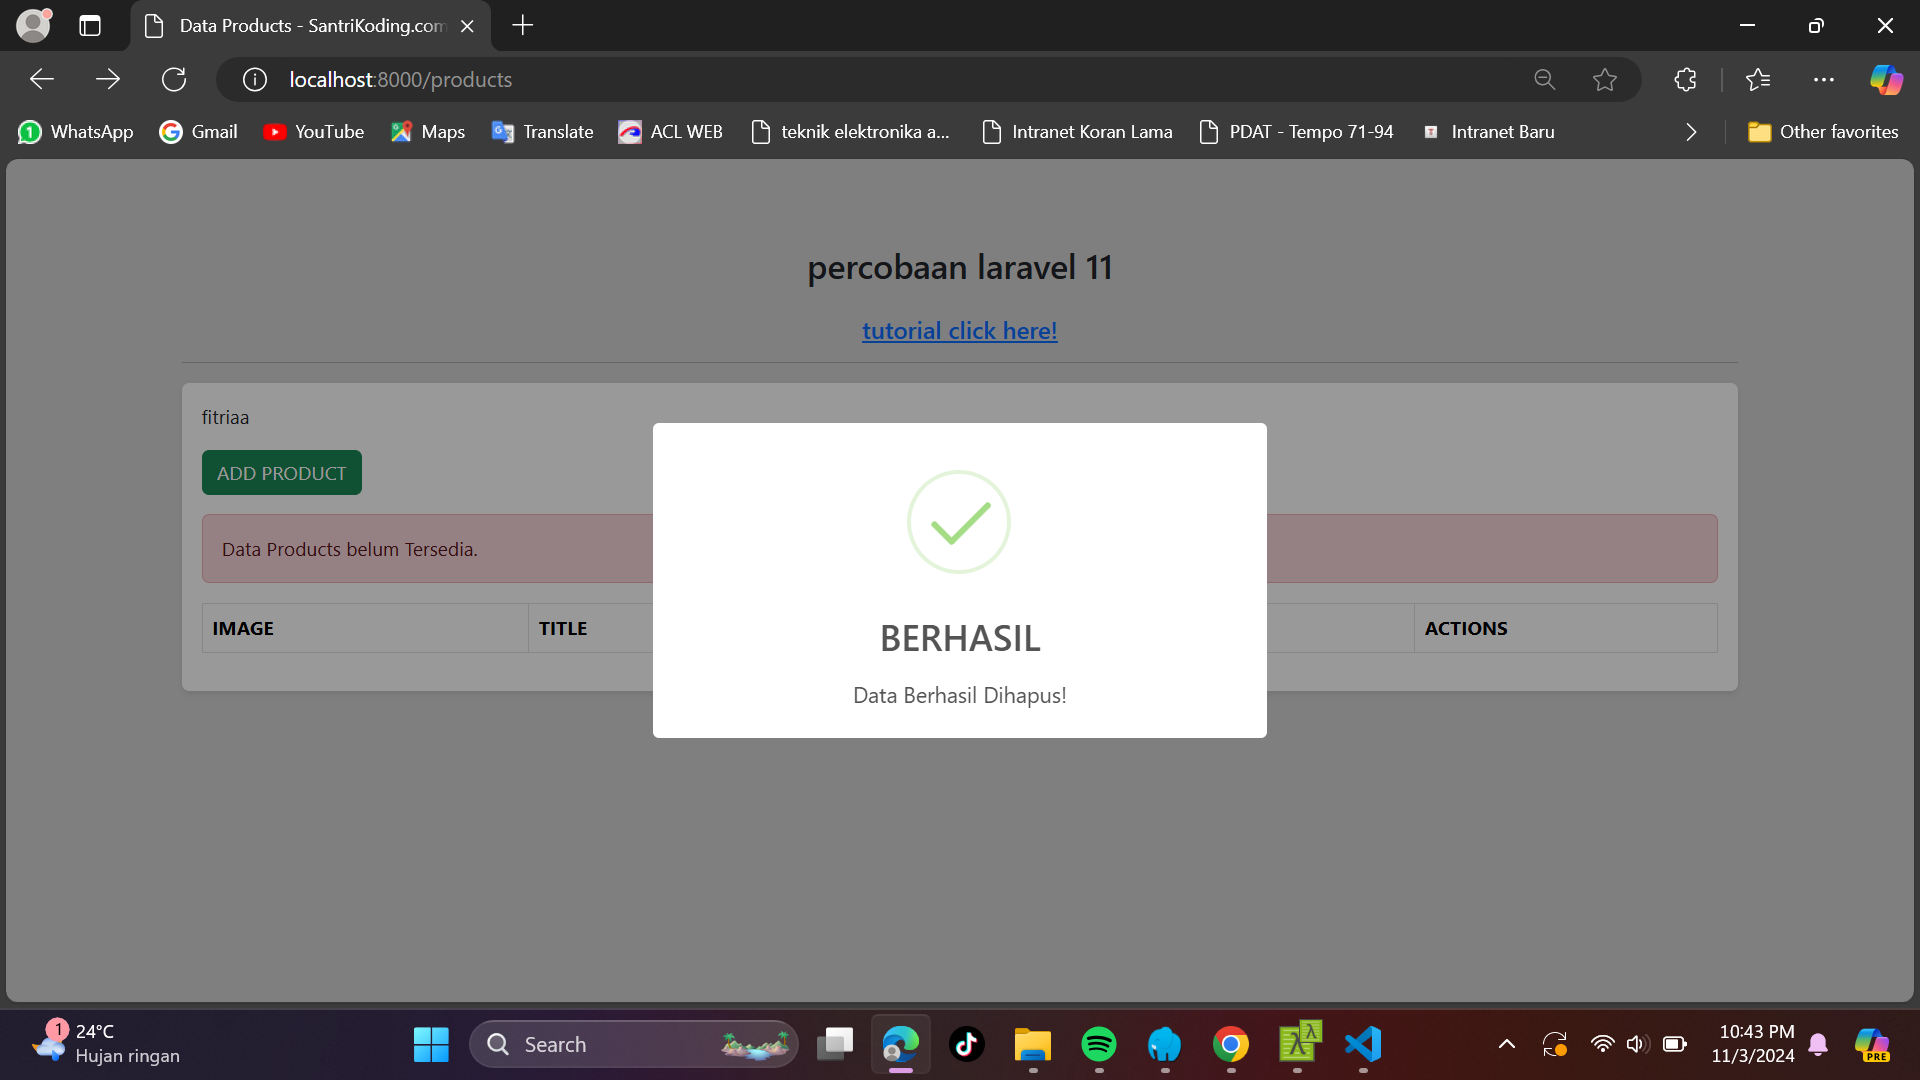 Data Products - SantriKoding.com
localhost:8000/products
WhatsApp Gmail YouTube Maps Translate ACL WEB teknik elektronika a... Intranet Koran Lama PDAT - Tempo 71-94 Intranet Baru Other favorites
percobaan laravel 11
tutorial click here!
fitriaa
ADD PRODUCT
Data Products belum Tersedia.
IMAGE TITLE ACTIONS
BERHASIL
Data Berhasil Dihapus!
1 24°C
Hujan ringan
Search
10:43 PM
11/3/2024
PRE